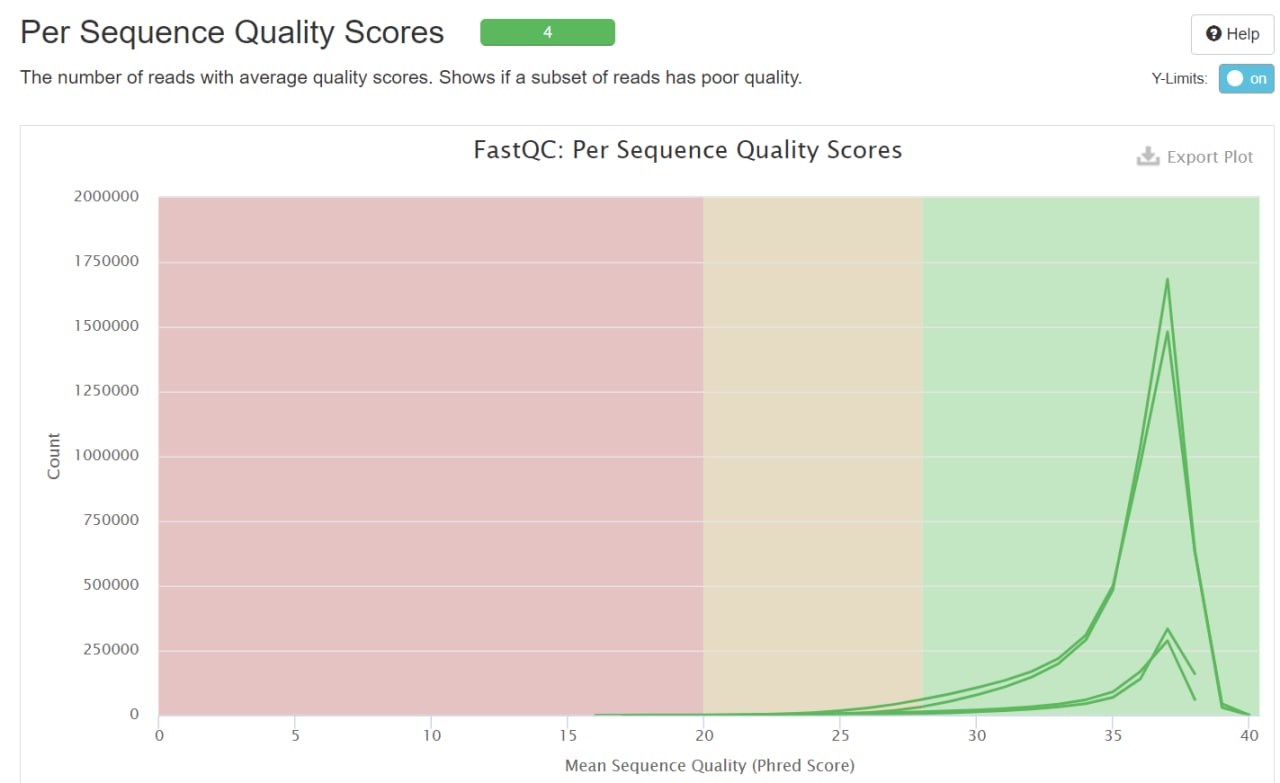 Per Sequence Quality Scores 4 Help
The number of reads with average quality scores. Shows if a subset of reads has poor quality. Y-Limits: on
FastQC: Per Sequence Quality Scores
Export Plot
2000000
1750000
1500000
1250000
1000000
750000
500000
250000
0
Count
0 5 10 15 20 25 30 35 40
Mean Sequence Quality (Phred Score)